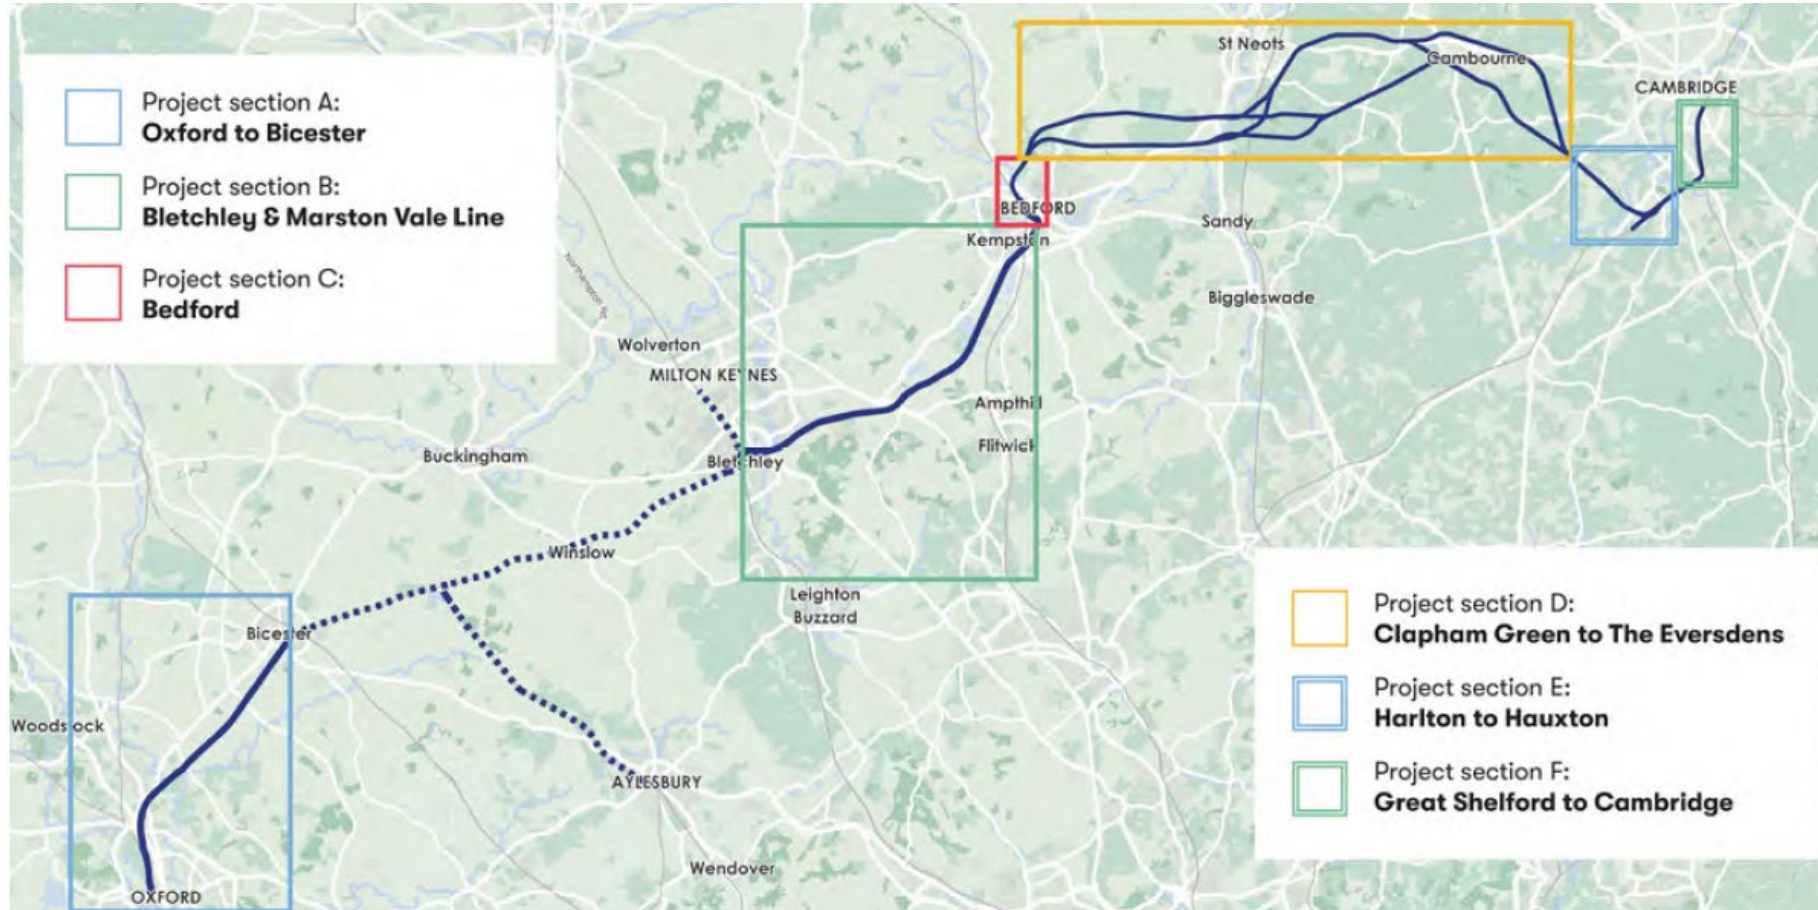 Project section A:
Oxford to Bicester
Project section B:
Bletchley & Marston Vale Line
Project section C:
Bedford
St Neots
Cambourne
CAMBRIDGE
BEDFORD
Kempston
Sandy
Northampton Rd
Biggleswade
Wolverton
MILTON KEYNES
Ampthill
Flitwick
Buckingham
Bletchley
Winslow
Leighton
Buzzard
Bicester
Woodstock
AYLESBURY
Wendover
OXFORD
Project section D:
Clapham Green to The Eversdens
Project section E:
Harlton to Hauxton
Project section F:
Great Shelford to Cambridge